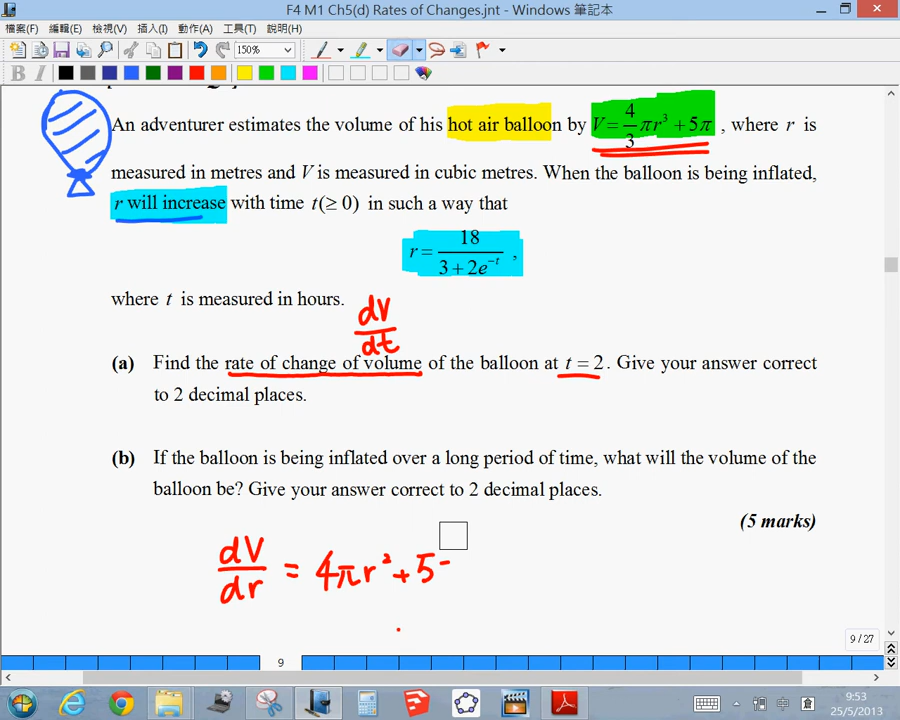 F4 M1 Ch5(d) Rates of Changes.jnt - Windows 筆記本
檔案(F) 編輯(E) 檢視(V) 插入(I) 動作(A) 工具(T) 說明(H)
150%
B I
An adventurer estimates the volume of his hot air balloon by V = 4/3 πr³ + 5π , where r is
measured in metres and V is measured in cubic metres. When the balloon is being inflated,
r will increase with time t(≥ 0) in such a way that
r = 18/(3 + 2e⁻ᵗ) ,
where t is measured in hours.
dV/dt
(a) Find the rate of change of volume of the balloon at t = 2. Give your answer correct
to 2 decimal places.
(b) If the balloon is being inflated over a long period of time, what will the volume of the
balloon be? Give your answer correct to 2 decimal places.
(5 marks)
dV/dr = 4πr² + 5
9 / 27
9
9:53
25/5/2013